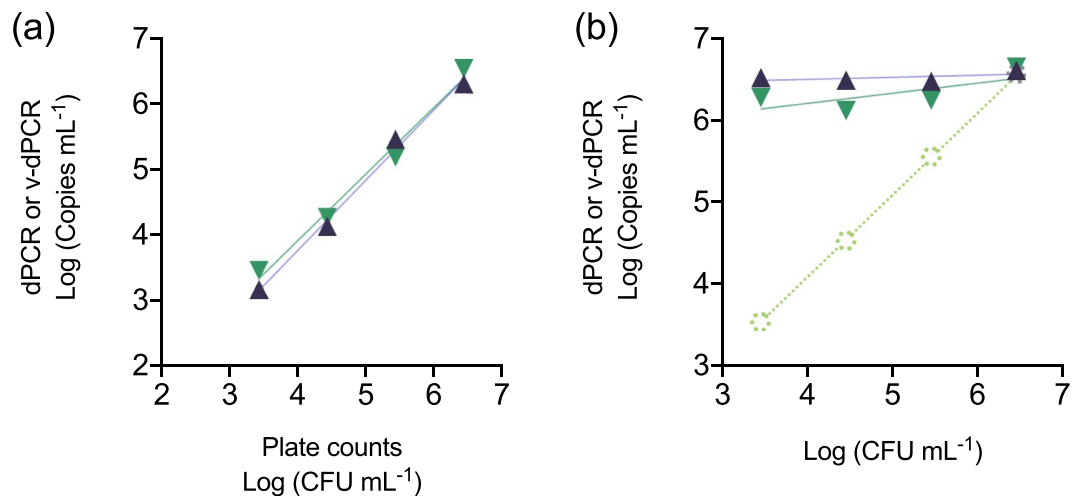 (a)
dPCR or v-dPCR
Log (Copies mL-1)
7
6
5
4
3
2
2 3 4 5 6 7
Plate counts
Log (CFU mL-1)
(b)
dPCR or v-dPCR
Log (Copies mL-1)
7
6
5
4
3
3 4 5 6 7
Log (CFU mL-1)